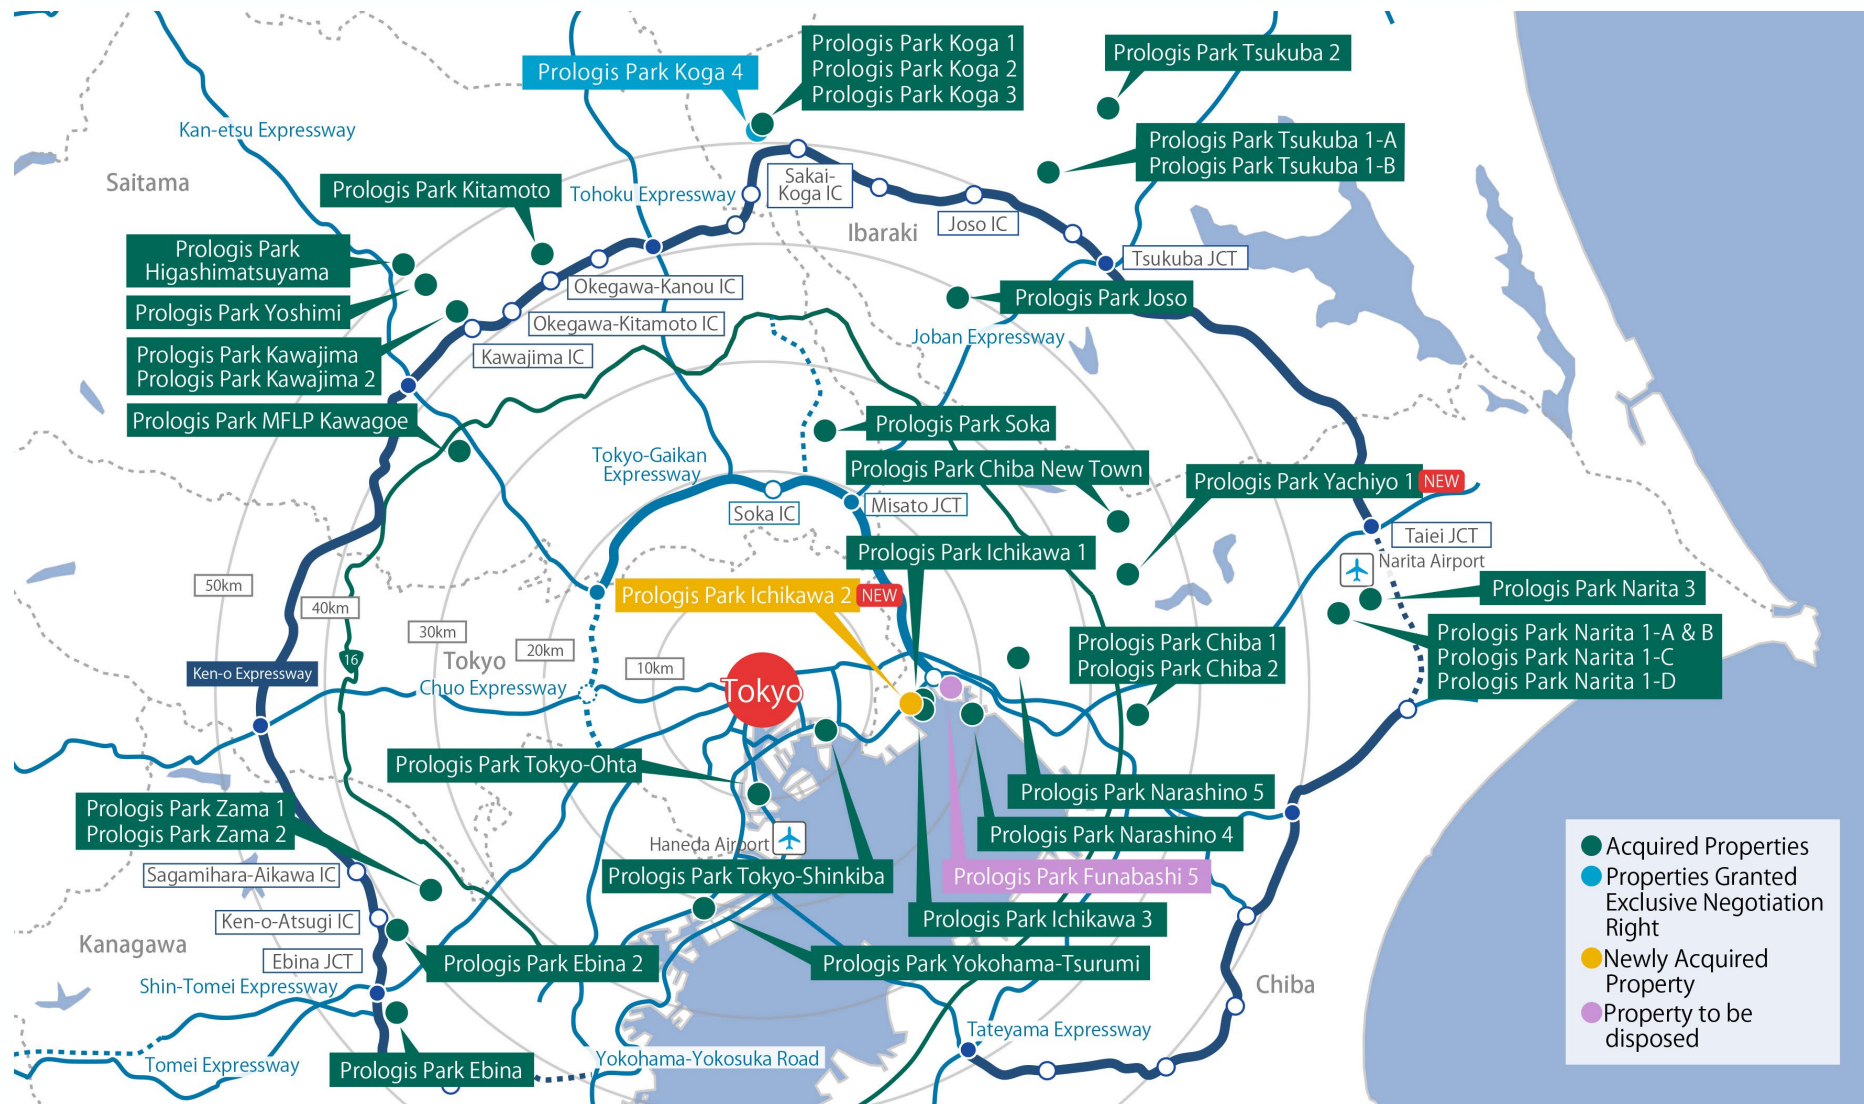 Prologis Park Koga 4
Prologis Park Koga 1
Prologis Park Koga 2
Prologis Park Koga 3
Prologis Park Tsukuba 2
Kan-etsu Expressway
Prologis Park Tsukuba 1-A
Prologis Park Tsukuba 1-B
Saitama
Prologis Park Kitamoto
Tohoku Expressway
Sakai-
Koga IC
Joso IC
Ibaraki
Prologis Park
Higashimatsuyama
Tsukuba JCT
Okegawa-Kanou IC
Prologis Park Joso
Prologis Park Yoshimi
Okegawa-Kitamoto IC
Joban Expressway
Prologis Park Kawajima
Prologis Park Kawajima 2
Kawajima IC
Prologis Park MFLP Kawagoe
Prologis Park Soka
Tokyo-Gaikan
Expressway
Prologis Park Chiba New Town
Prologis Park Yachiyo 1
NEW
Soka IC
Misato JCT
Taiei JCT
Prologis Park Ichikawa 1
Narita Airport
50km
Prologis Park Ichikawa 2
NEW
Prologis Park Narita 3
40km
30km
20km
10km
Prologis Park Narita 1-A & B
Prologis Park Narita 1-C
Prologis Park Narita 1-D
Prologis Park Chiba 1
Prologis Park Chiba 2
16
Tokyo
Ken-o Expressway
Chuo Expressway
Tokyo
Prologis Park Tokyo-Ohta
Prologis Park Narashino 5
Prologis Park Zama 1
Prologis Park Zama 2
Prologis Park Narashino 4
Haneda Airport
Sagamihara-Aikawa IC
Prologis Park Tokyo-Shinkiba
Prologis Park Funabashi 5
Ken-o-Atsugi IC
Prologis Park Ichikawa 3
Kanagawa
Ebina JCT
Prologis Park Ebina 2
Prologis Park Yokohama-Tsurumi
Shin-Tomei Expressway
Chiba
Tateyama Expressway
Tomei Expressway
Prologis Park Ebina
Yokohama-Yokosuka Road
Acquired Properties
Properties Granted
Exclusive Negotiation
Right
Newly Acquired
Property
Property to be
disposed